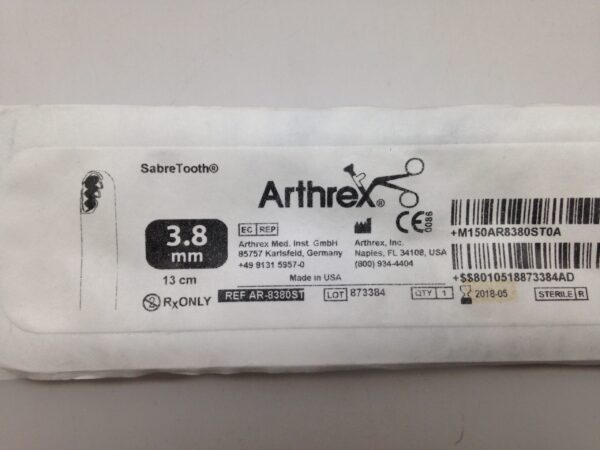 SabreTooth®
Arthrex®
3.8
mm
13 cm
EC REP
Arthrex Med. Inst. GmbH
85757 Karlsfeld, Germany
+49 8131 5957-0
Arthrex, Inc.
Naples, FL 34108, USA
(800) 934-4404
CE 0086
Made in USA
+M150AR8380ST0A
+$$8010518873384AD
2 RxONLY
REF AR-8380ST
LOT 873384
QTY 1
2018-05
STERILE R